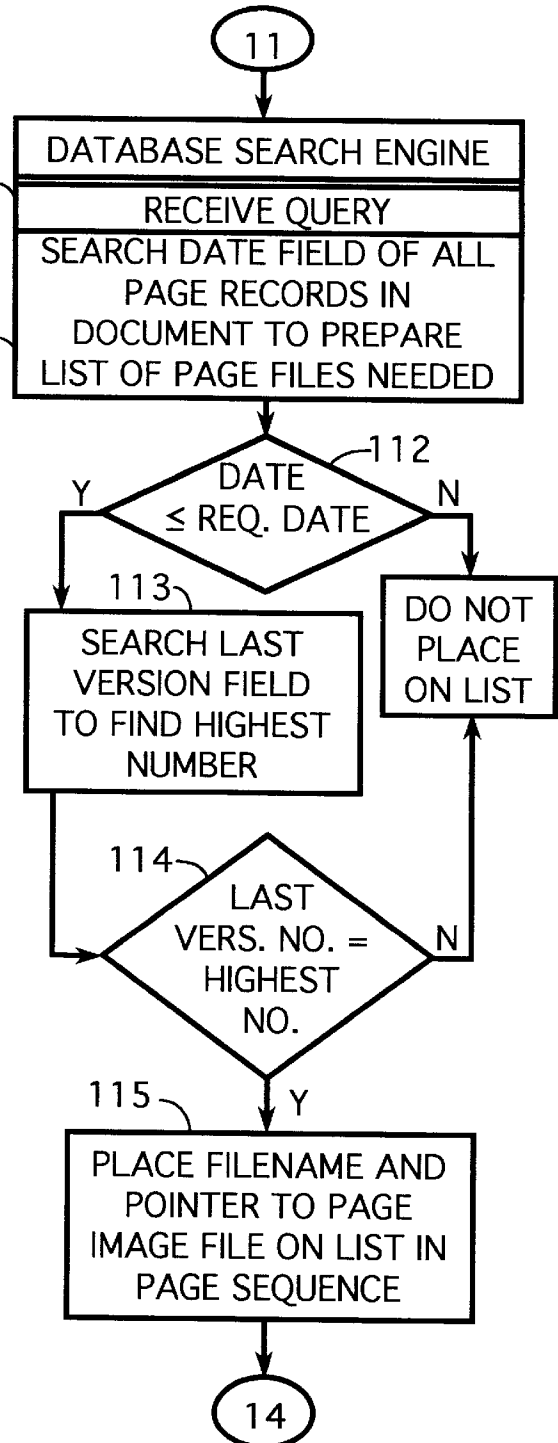 11
DATABASE SEARCH ENGINE
RECEIVE QUERY
SEARCH DATE FIELD OF ALL
PAGE RECORDS IN
DOCUMENT TO PREPARE
LIST OF PAGE FILES NEEDED
112
DATE
≤ REQ. DATE
Y
N
113
SEARCH LAST
VERSION FIELD
TO FIND HIGHEST
NUMBER
DO NOT
PLACE
ON LIST
114
LAST
VERS. NO. =
HIGHEST
NO.
N
Y
115
PLACE FILENAME AND
POINTER TO PAGE
IMAGE FILE ON LIST IN
PAGE SEQUENCE
14